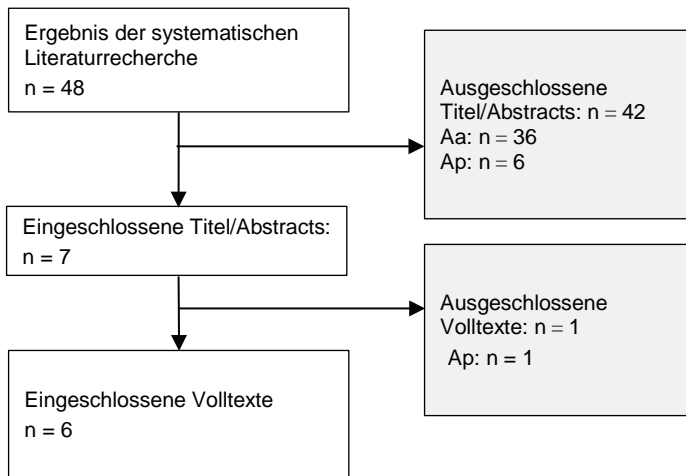 Ergebnis der systematischen
Literaturrecherche
n = 48
Ausgeschlossene
Titel/Abstracts: n = 42
Aa: n = 36
Ap: n = 6
Eingeschlossene Titel/Abstracts:
n = 7
Ausgeschlossene
Volltexte: n = 1
Ap: n = 1
Eingeschlossene Volltexte
n = 6